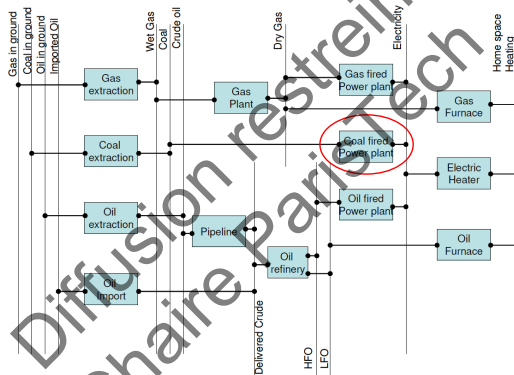 Gas in ground
Coal in ground
Oil in ground
Imported Oil
Wet Gas
Coal
Crude oil
Dry Gas
Electricity
Home space
Heating
Gas
extraction
Gas
Plant
Gas fired
Power plant
Gas
Furnace
Coal
extraction
Coal fired
Power plant
Electric
Heater
Oil
extraction
Pipeline
Oil fired
Power plant
Oil
refinery
Oil
Furnace
Oil
Import
Delivered Crude
HFO
LFO
Diffusion restrein
Chaire ParisTech